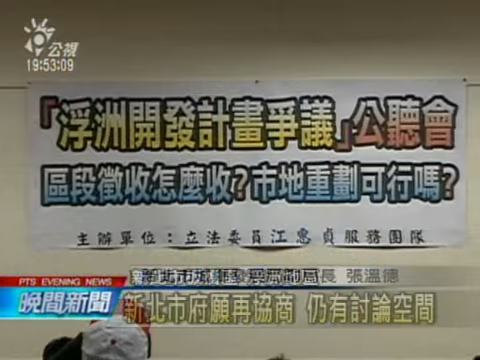 公視
19:53:09
「浮洲開發計畫爭議」公聽會
區段徵收怎麼收?市地重劃可行嗎?
主辦單位:立法委員江惠貞服務團隊
長 張溫德
PTS EVENING NEWS
晚間新聞
新北市府願再協商 仍有討論空間